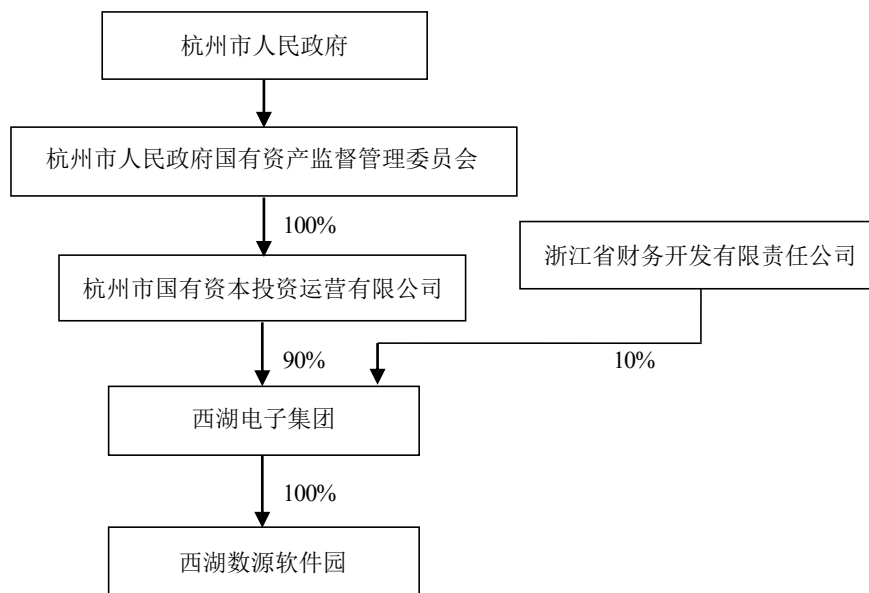 杭州市人民政府
杭州市人民政府国有资产监督管理委员会
100%
浙江省财务开发有限责任公司
杭州市国有资本投资运营有限公司
90%
10%
西湖电子集团
100%
西湖数源软件园